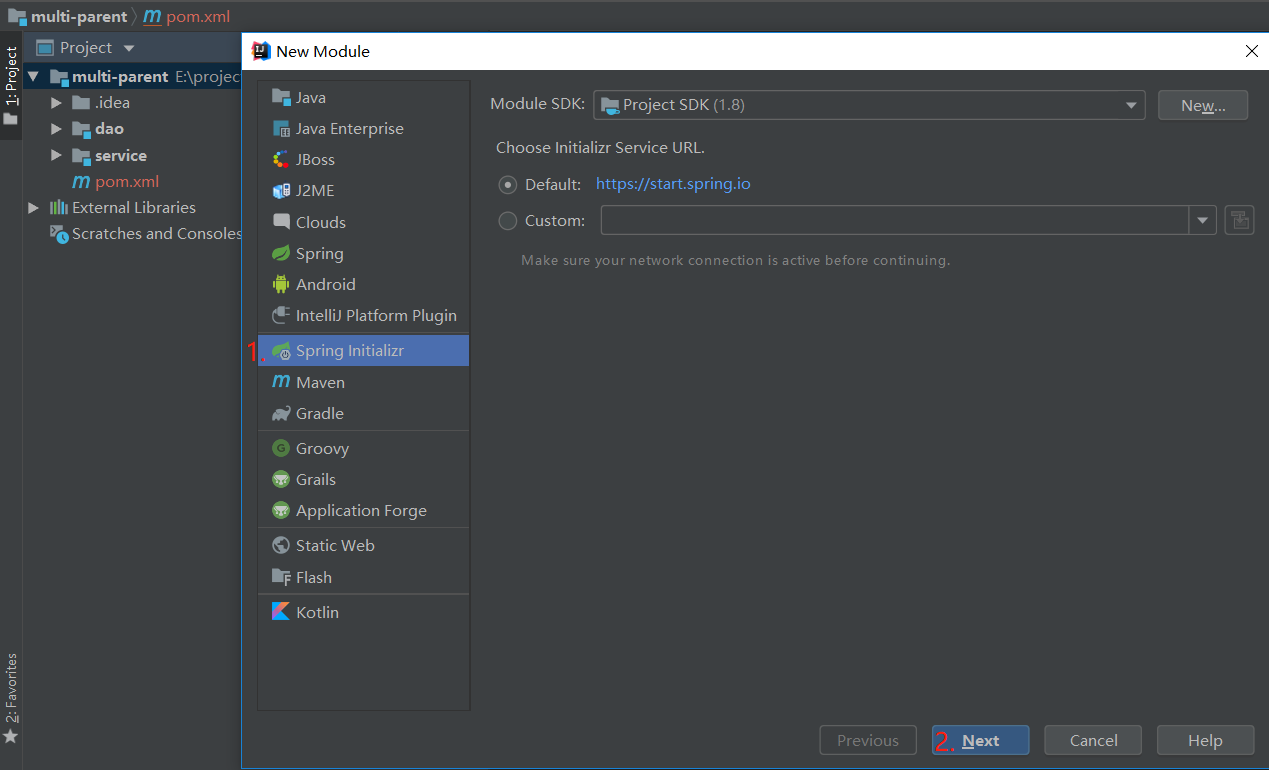 multi-parent pom.xml
1: Project
Project
multi-parent E:\projec
.idea
dao
service
pom.xml
External Libraries
Scratches and Consoles
2: Favorites
New Module
Java
Java Enterprise
JBoss
J2ME
Clouds
Spring
Android
IntelliJ Platform Plugin
1. Spring Initializr
Maven
Gradle
Groovy
Grails
Application Forge
Static Web
Flash
Kotlin
Module SDK: Project SDK (1.8) New...
Choose Initializr Service URL.
Default: https://start.spring.io
Custom:
Make sure your network connection is active before continuing.
Previous 2. Next Cancel Help